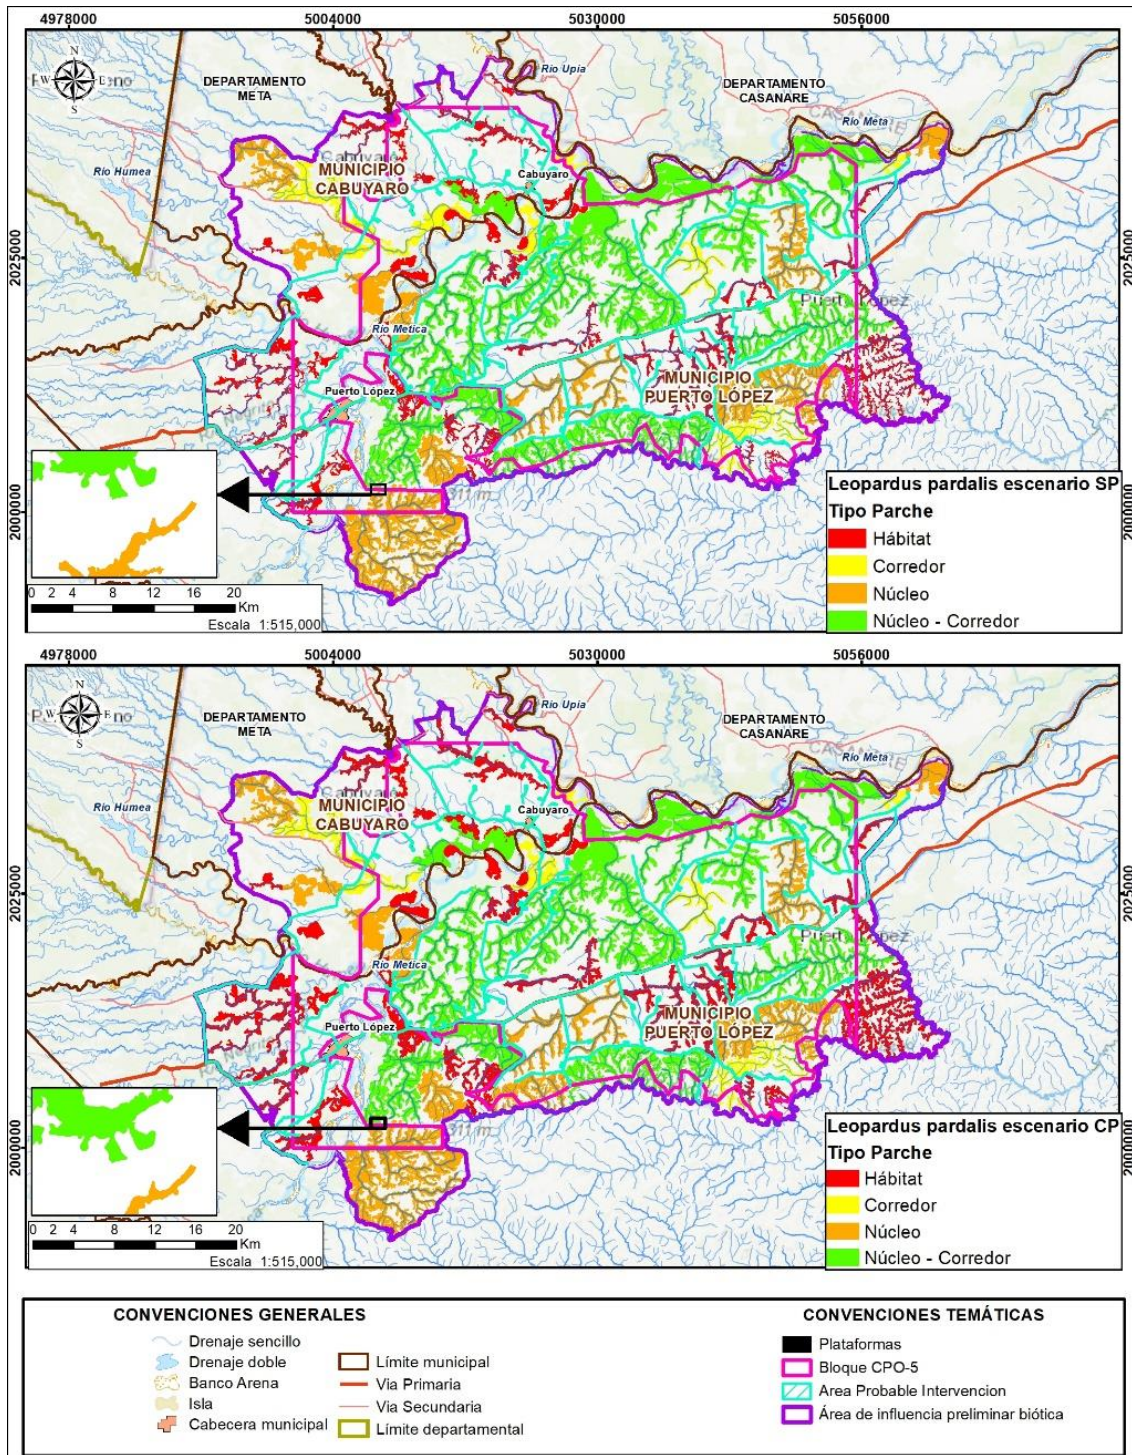 4978000 5004000 5030000 5056000
N
E
S
DEPARTAMENTO
META
Rio Upia
DEPARTAMENTO
CASANARE
Rio Meta
Rio Humea
MUNICIPIO
CABUYARO
Cabuyaro
2025000
2025000
Puerto López
Rio Metica
Puerto López
MUNICIPIO
PUERTO LÓPEZ
311 m
2000000
2000000
Leopardus pardalis escenario SP
Tipo Parche
Hábitat
Corredor
Núcleo
Núcleo - Corredor
0 2 4 8 12 16 20
Km
Escala 1:515,000
4978000 5004000 5030000 5056000
N
W
E
S
DEPARTAMENTO
META
Rio Upia
DEPARTAMENTO
CASANARE
Rio Meta
Rio Humea
MUNICIPIO
CABUYARO
Cabuyaro
2025000
2025000
Rio Metica
Puerto López
MUNICIPIO
PUERTO LÓPEZ
311 m
2000000
2000000
Leopardus pardalis escenario CP
Tipo Parche
Hábitat
Corredor
Núcleo
Núcleo - Corredor
0 2 4 8 12 16 20
Km
Escala 1:515,000
CONVENCIONES GENERALES
Drenaje sencillo
Drenaje doble
Banco Arena
Isla
Cabecera municipal
Límite municipal
Via Primaria
Via Secundaria
Límite departamental
CONVENCIONES TEMÁTICAS
Plataformas
Bloque CPO-5
Area Probable Intervencion
Área de influencia preliminar biótica